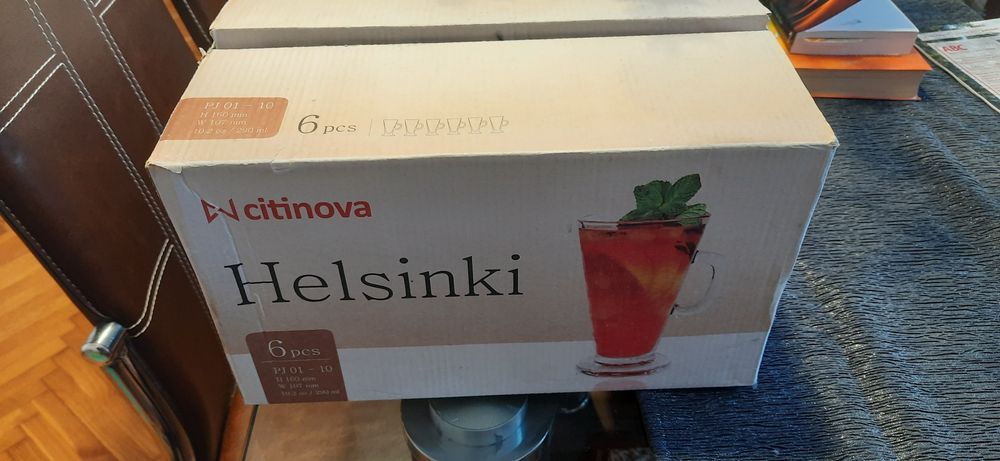 PJ 01 - 10
H 160 mm
W 107 mm
10.2 oz / 290 ml
6 pcs
citinova
Helsinki
6 pcs
PJ 01 - 10
H 160 mm
W 107 mm
10.2 oz / 290 ml
ABC